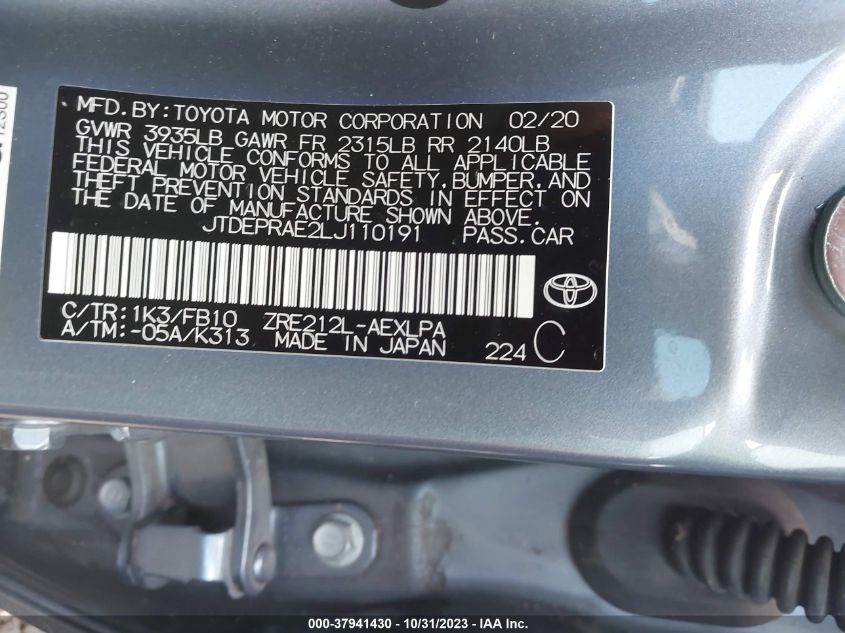 MFD. BY: TOYOTA MOTOR CORPORATION 02/20
GVWR 3935LB GAWR FR 2315LB RR 2140LB
THIS VEHICLE CONFORMS TO ALL APPLICABLE
FEDERAL MOTOR VEHICLE SAFETY, BUMPER, AND
THEFT PREVENTION STANDARDS IN EFFECT ON
THE DATE OF MANUFACTURE SHOWN ABOVE.
JTDEPRAE2LJ110191 PASS. CAR
C/TR: 1K3/FB10 ZRE212L-AEXLPA
A/TM: -05A/K313 MADE IN JAPAN 224 C
000-37941430 - 10/31/2023 - IAA Inc.